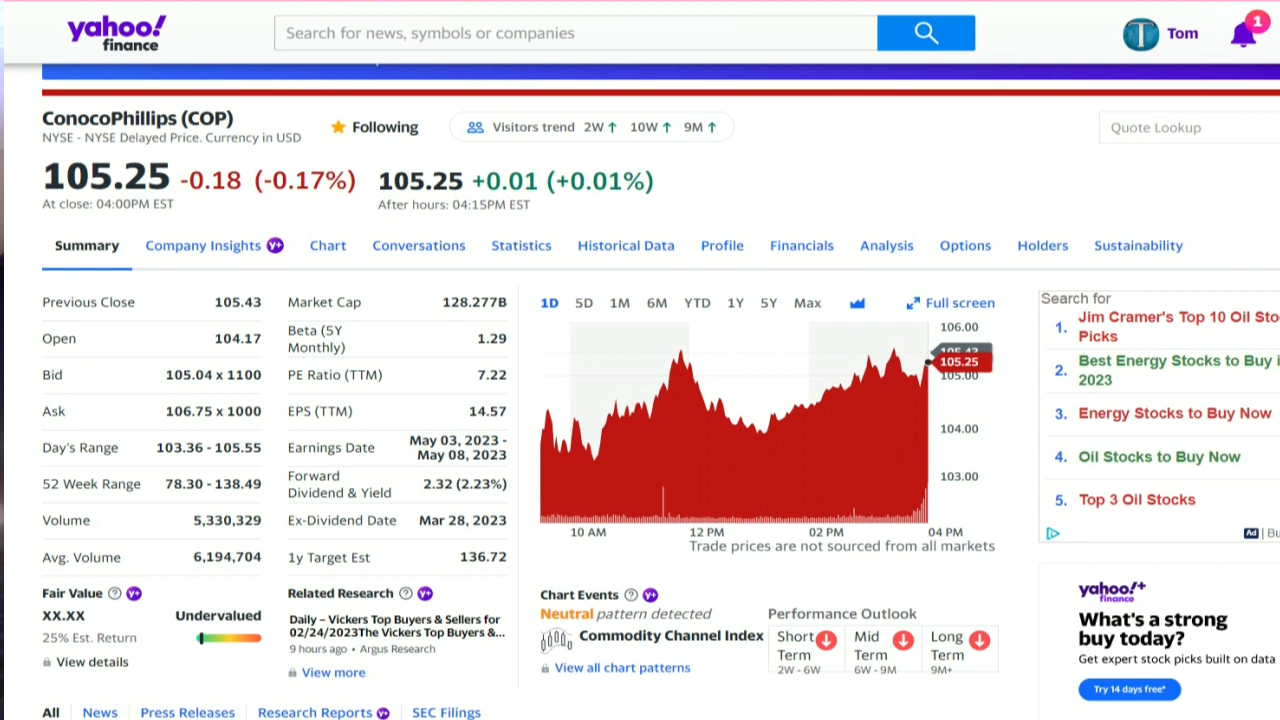 yahoo!
finance
Search for news, symbols or companies
Tom
1
ConocoPhillips (COP)
NYSE - NYSE Delayed Price. Currency in USD
Following
Visitors trend 2W↑ 10W↑ 9M↑
Quote Lookup
105.25 -0.18 (-0.17%)
At close: 04:00PM EST
105.25 +0.01 (+0.01%)
After hours: 04:15PM EST
Summary Company Insights Y+ Chart Conversations Statistics Historical Data Profile Financials Analysis Options Holders Sustainability
Previous Close 105.43
Open 104.17
Bid 105.04 x 1100
Ask 106.75 x 1000
Day's Range 103.36 - 105.55
52 Week Range 78.30 - 138.49
Volume 5,330,329
Avg. Volume 6,194,704
Market Cap 128.277B
Beta (5Y
Monthly) 1.29
PE Ratio (TTM) 7.22
EPS (TTM) 14.57
Earnings Date May 03, 2023 -
May 08, 2023
Forward
Dividend & Yield 2.32 (2.23%)
Ex-Dividend Date Mar 28, 2023
1y Target Est 136.72
1D 5D 1M 6M YTD 1Y 5Y Max Full screen
106.00
105.43
105.25
105.00
104.00
103.00
10 AM 12 PM 02 PM 04 PM
Trade prices are not sourced from all markets
Fair Value ? Y+
XX.XX Undervalued
25% Est. Return
View details
Related Research ? Y+
Daily – Vickers Top Buyers & Sellers for
02/24/2023The Vickers Top Buyers &...
9 hours ago • Argus Research
View more
Chart Events ? Y+
Neutral pattern detected
Commodity Channel Index
View all chart patterns
Performance Outlook
Short
Term
2W - 6W
Mid
Term
6W - 9M
Long
Term
9M+
Search for
1. Jim Cramer's Top 10 Oil Sto
Picks
2. Best Energy Stocks to Buy i
2023
3. Energy Stocks to Buy Now
4. Oil Stocks to Buy Now
5. Top 3 Oil Stocks
Ad | Bu
yahoo!+
finance
What's a strong
buy today?
Get expert stock picks built on data
Try 14 days free*
All News Press Releases Research Reports Y+ SEC Filings